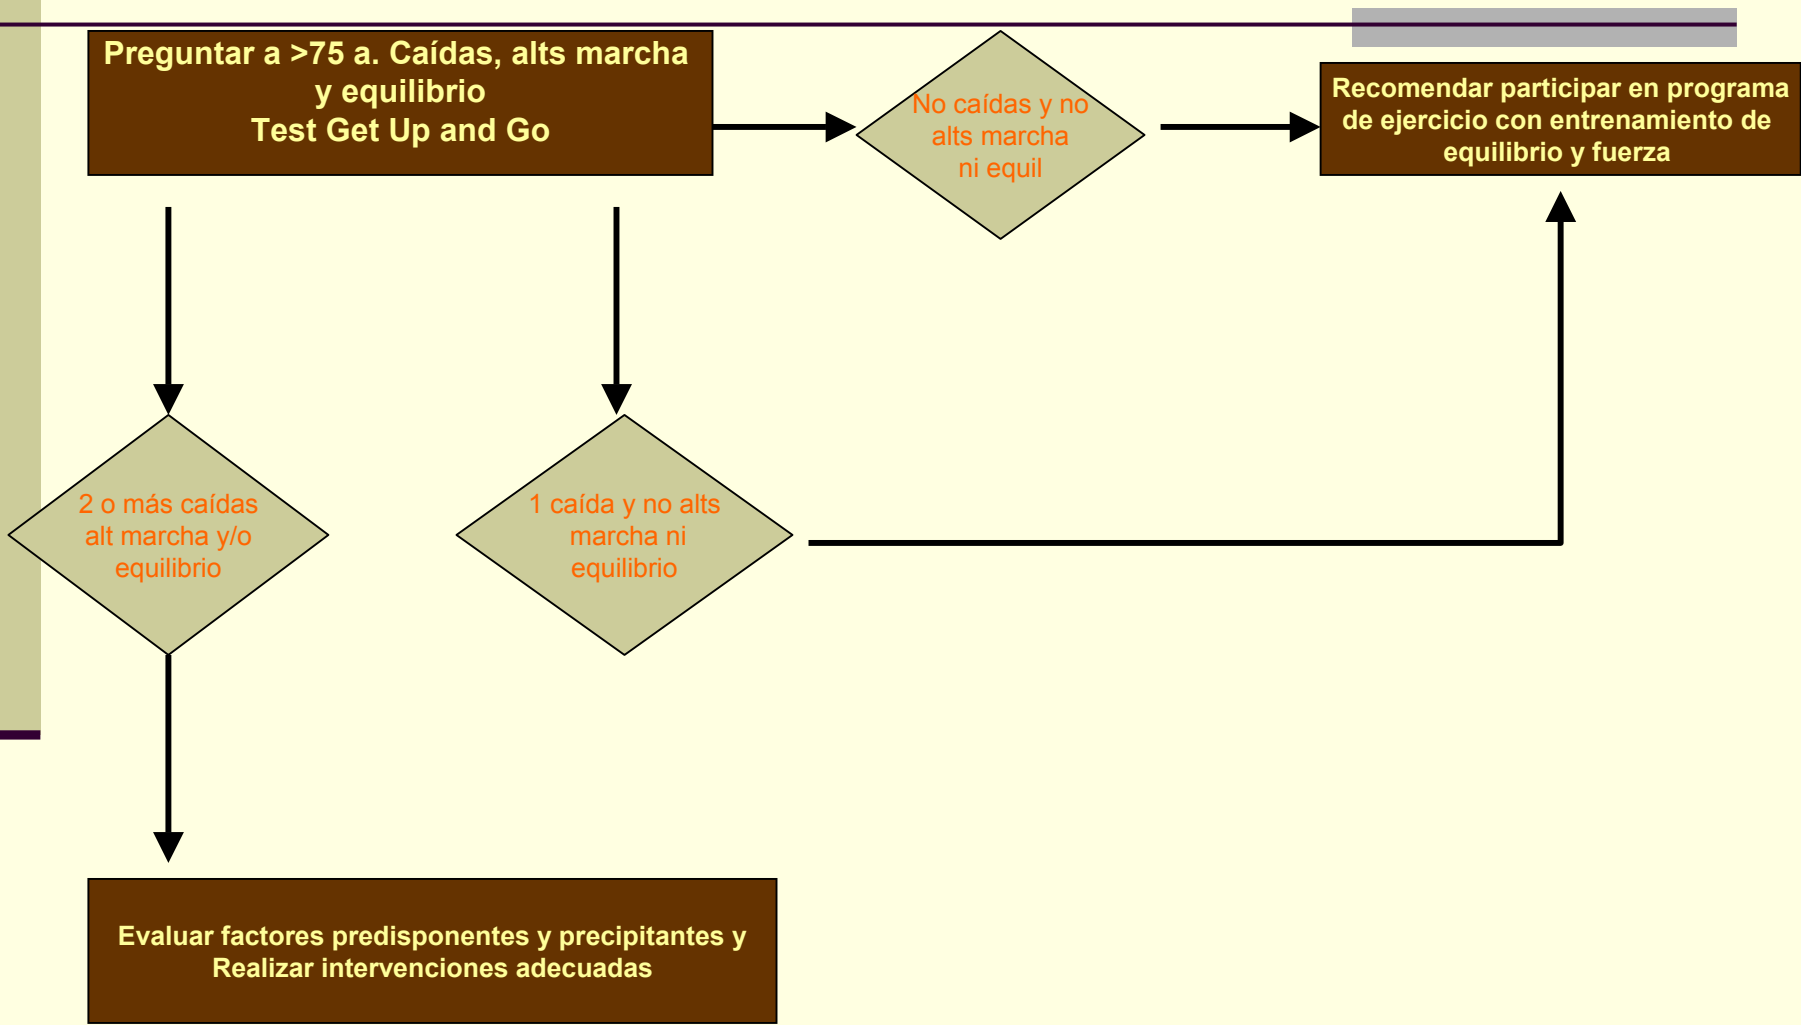 Preguntar a >75 a. Caídas, alts marcha
y equilibrio
Test Get Up and Go
No caídas y no
alts marcha
ni equil
Recomendar participar en programa
de ejercicio con entrenamiento de
equilibrio y fuerza
2 o más caídas
alt marcha y/o
equilibrio
1 caída y no alts
marcha ni
equilibrio
Evaluar factores predisponentes y precipitantes y
Realizar intervenciones adecuadas